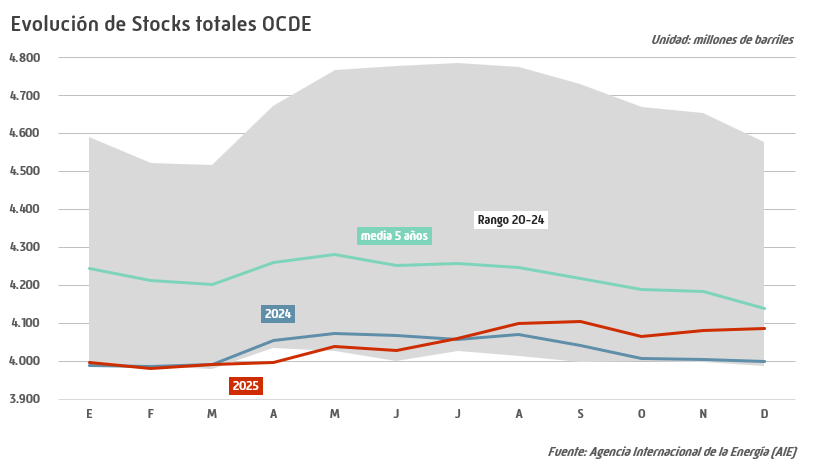 Evolución de Stocks totales OCDE
Unidad: millones de barriles
4.800
4.700
4.600
4.500
4.400
4.300
4.200
4.100
4.000
3.900
Rango 20-24
media 5 años
2024
2025
E F M A M J J A S O N D
Fuente: Agencia Internacional de la Energía (AIE)